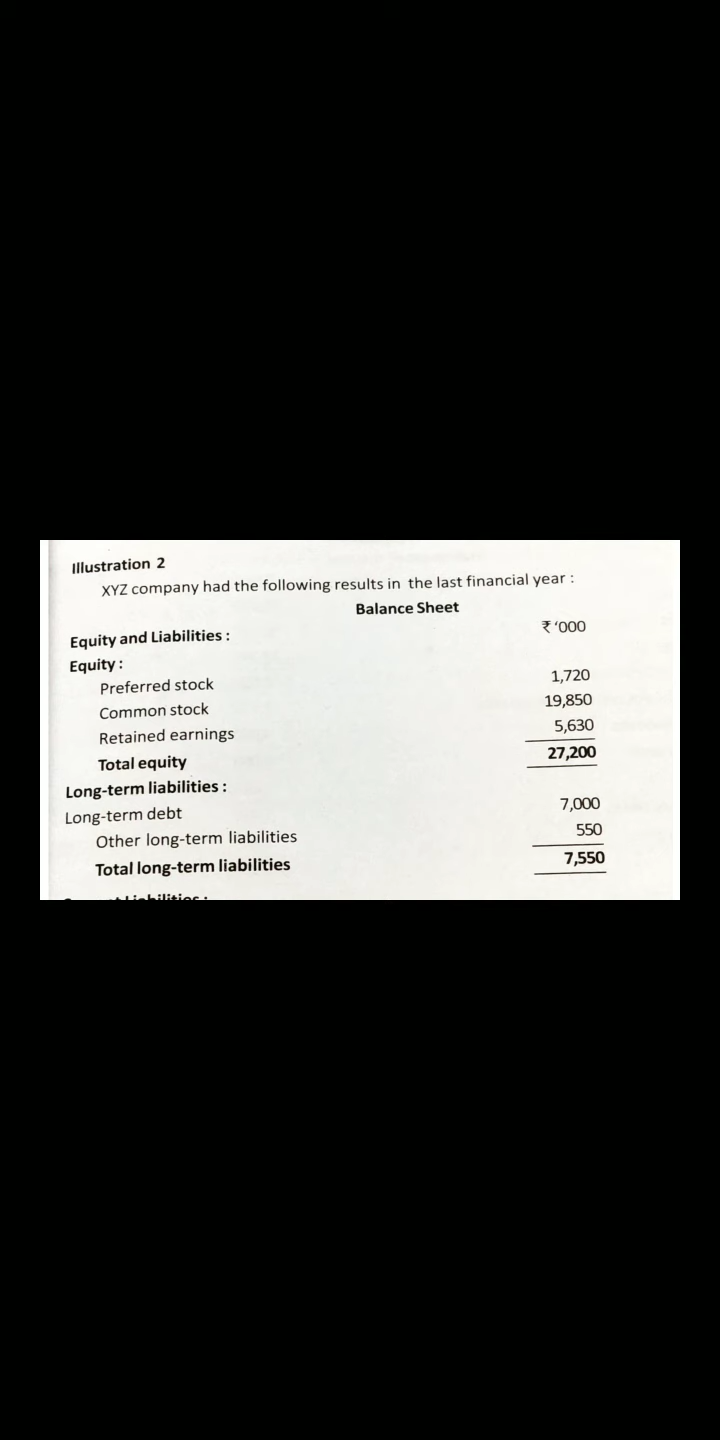 Illustration 2
XYZ company had the following results in the last financial year :
Balance Sheet
₹ ‘000
Equity and Liabilities :
Equity :
Preferred stock 1,720
Common stock 19,850
Retained earnings 5,630
Total equity 27,200
Long-term liabilities :
Long-term debt 7,000
Other long-term liabilities 550
Total long-term liabilities 7,550
Liabilities :